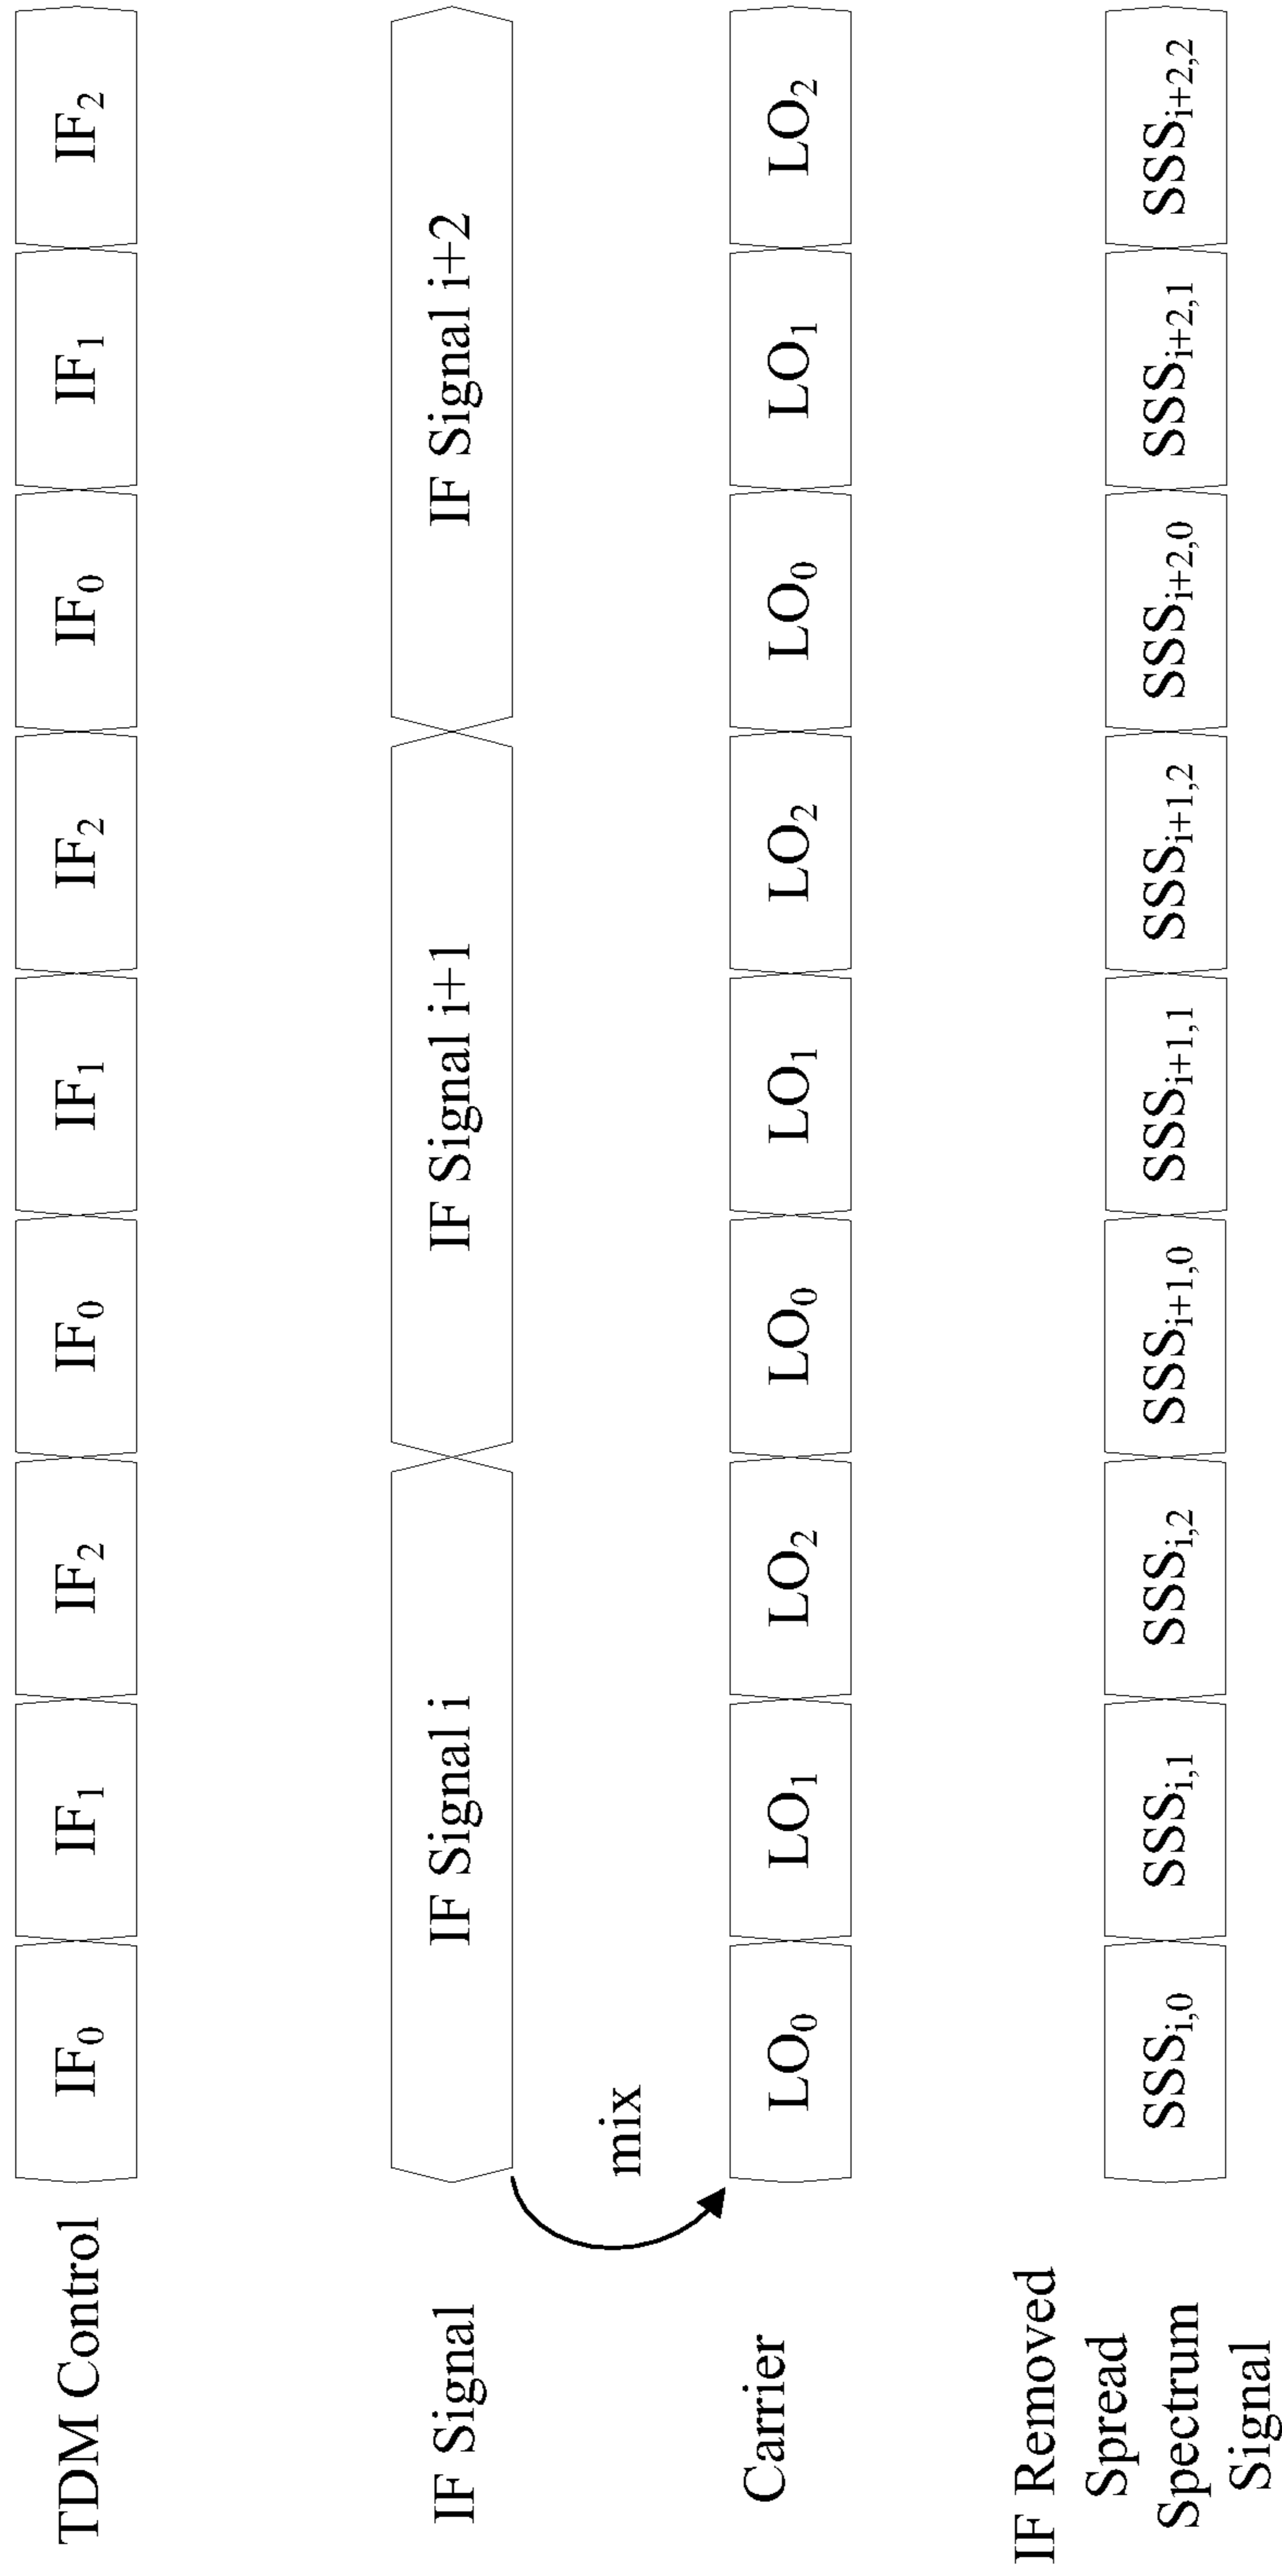 TDM Control
IF₀
IF₁
IF₂
IF₀
IF₁
IF₂
IF₀
IF₁
IF₂
IF Signal
IF Signal i
IF Signal i+1
IF Signal i+2
mix
Carrier
LO₀
LO₁
LO₂
LO₀
LO₁
LO₂
LO₀
LO₁
LO₂
IF Removed
Spread
Spectrum
Signal
SSSᵢ,₀
SSSᵢ,₁
SSSᵢ,₂
SSSᵢ₊₁,₀
SSSᵢ₊₁,₁
SSSᵢ₊₁,₂
SSSᵢ₊₂,₀
SSSᵢ₊₂,₁
SSSᵢ₊₂,₂